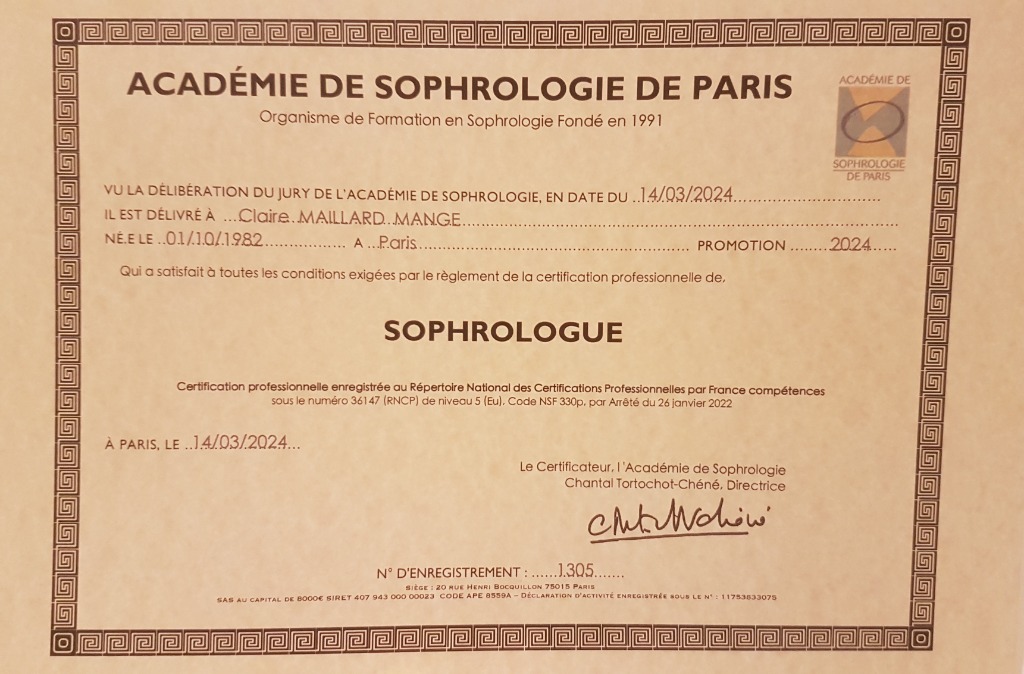 ACADÉMIE DE SOPHROLOGIE DE PARIS
Organisme de Formation en Sophrologie Fondé en 1991
ACADÉMIE DE
SOPHROLOGIE
DE PARIS
VU LA DÉLIBÉRATION DU JURY DE L'ACADÉMIE DE SOPHROLOGIE, EN DATE DU ..14/03/2024..............................
IL EST DÉLIVRÉ À ...Claire..MAILLARD..MANGE..........................................................................
NÉ.E LE ..01/10/1982................. A ...Paris............................................................ PROMOTION ........2024......
Qui a satisfait à toutes les conditions exigées par le règlement de la certification professionnelle de,
SOPHROLOGUE
Certification professionnelle enregistrée au Répertoire National des Certifications Professionnelles par France compétences
sous le numéro 36147 (RNCP) de niveau 5 (Eu), Code NSF 330p, par Arrêté du 26 janvier 2022
À PARIS, LE ..14/03/2024...
Le Certificateur, l'Académie de Sophrologie
Chantal Tortochot-Chéné, Directrice
N° D'ENREGISTREMENT : ......1.305.......
SIÈGE : 20 RUE HENRI BOCQUILLON 75015 PARIS
SAS AU CAPITAL DE 8000€ SIRET 407 943 000 00023 CODE APE 8559A – DÉCLARATION D'ACTIVITÉ ENREGISTRÉE SOUS LE N° : 11753833075